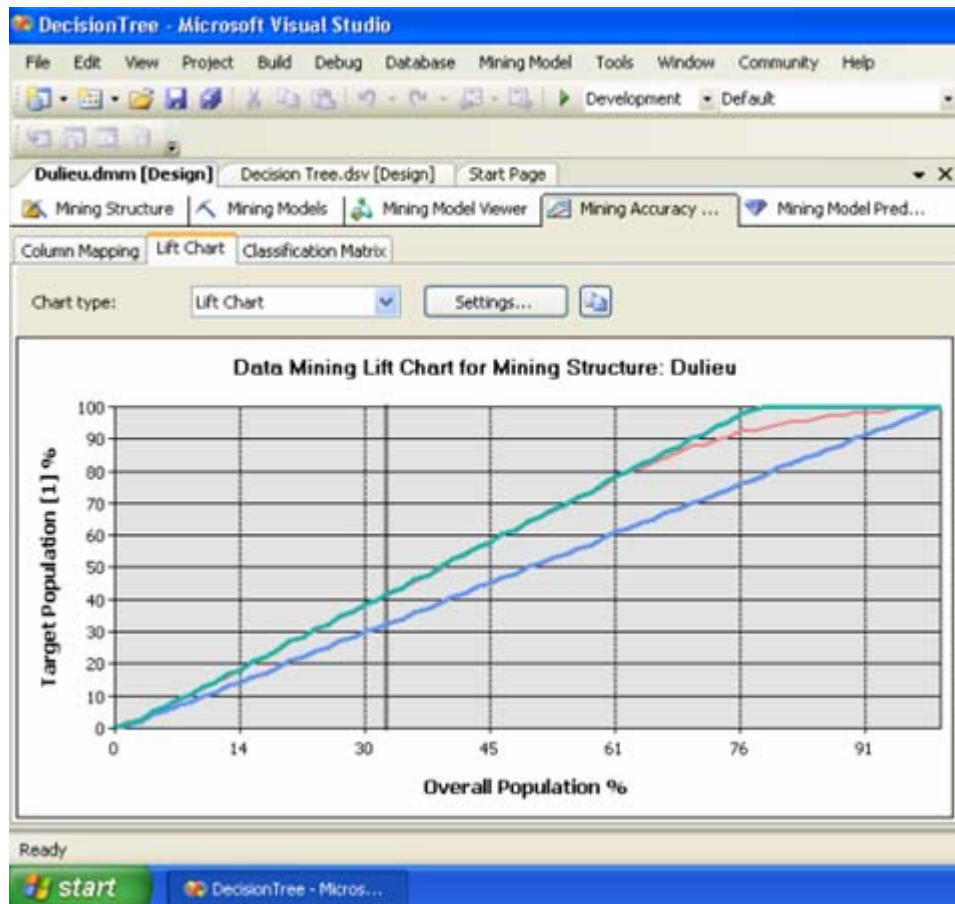 DecisionTree - Microsoft Visual Studio
File Edit View Project Build Debug Database Mining Model Tools Window Community Help
Development Default
Dulieu.dmm [Design] Decision Tree.dsv [Design] Start Page
Mining Structure Mining Models Mining Model Viewer Mining Accuracy ... Mining Model Pred...
Column Mapping Lift Chart Classification Matrix
Chart type: Lift Chart Settings...
Data Mining Lift Chart for Mining Structure: Dulieu
Target Population [1] %
100
90
80
70
60
50
40
30
20
10
0
0 14 30 45 61 76 91
Overall Population %
Ready
start DecisionTree - Micros...